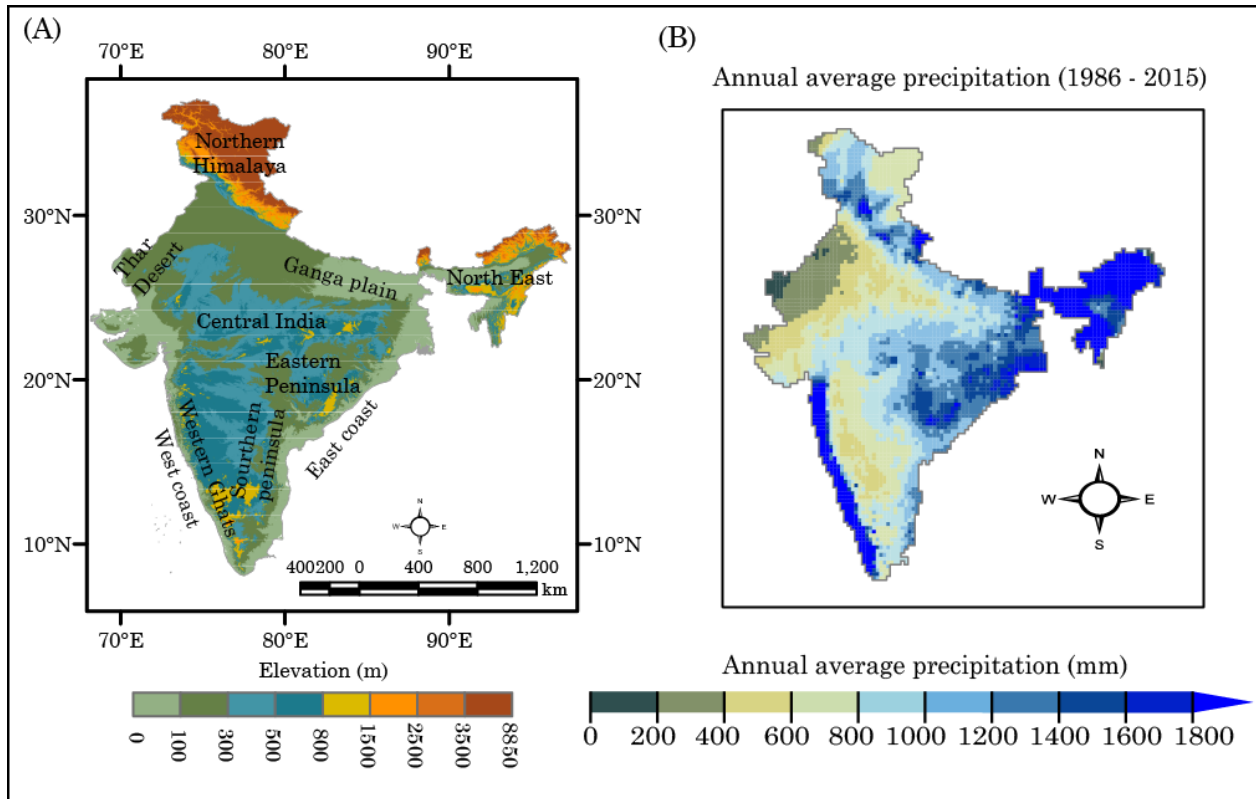 (A)
70°E 80°E 90°E
Northern
Himalaya
30°N 30°N
Thar
Desert
Ganga plain
North East
Central India
Eastern
Peninsula
20°N 20°N
Western Ghats
West coast
Sourthern
peninsula
East coast
N
W E
S
10°N 10°N
400200 0 400 800 1,200
km
70°E 80°E 90°E
Elevation (m)
0 100 300 500 800 1500 2500 3500 8850
(B)
Annual average precipitation (1986 - 2015)
N
W E
S
Annual average precipitation (mm)
0 200 400 600 800 1000 1200 1400 1600 1800